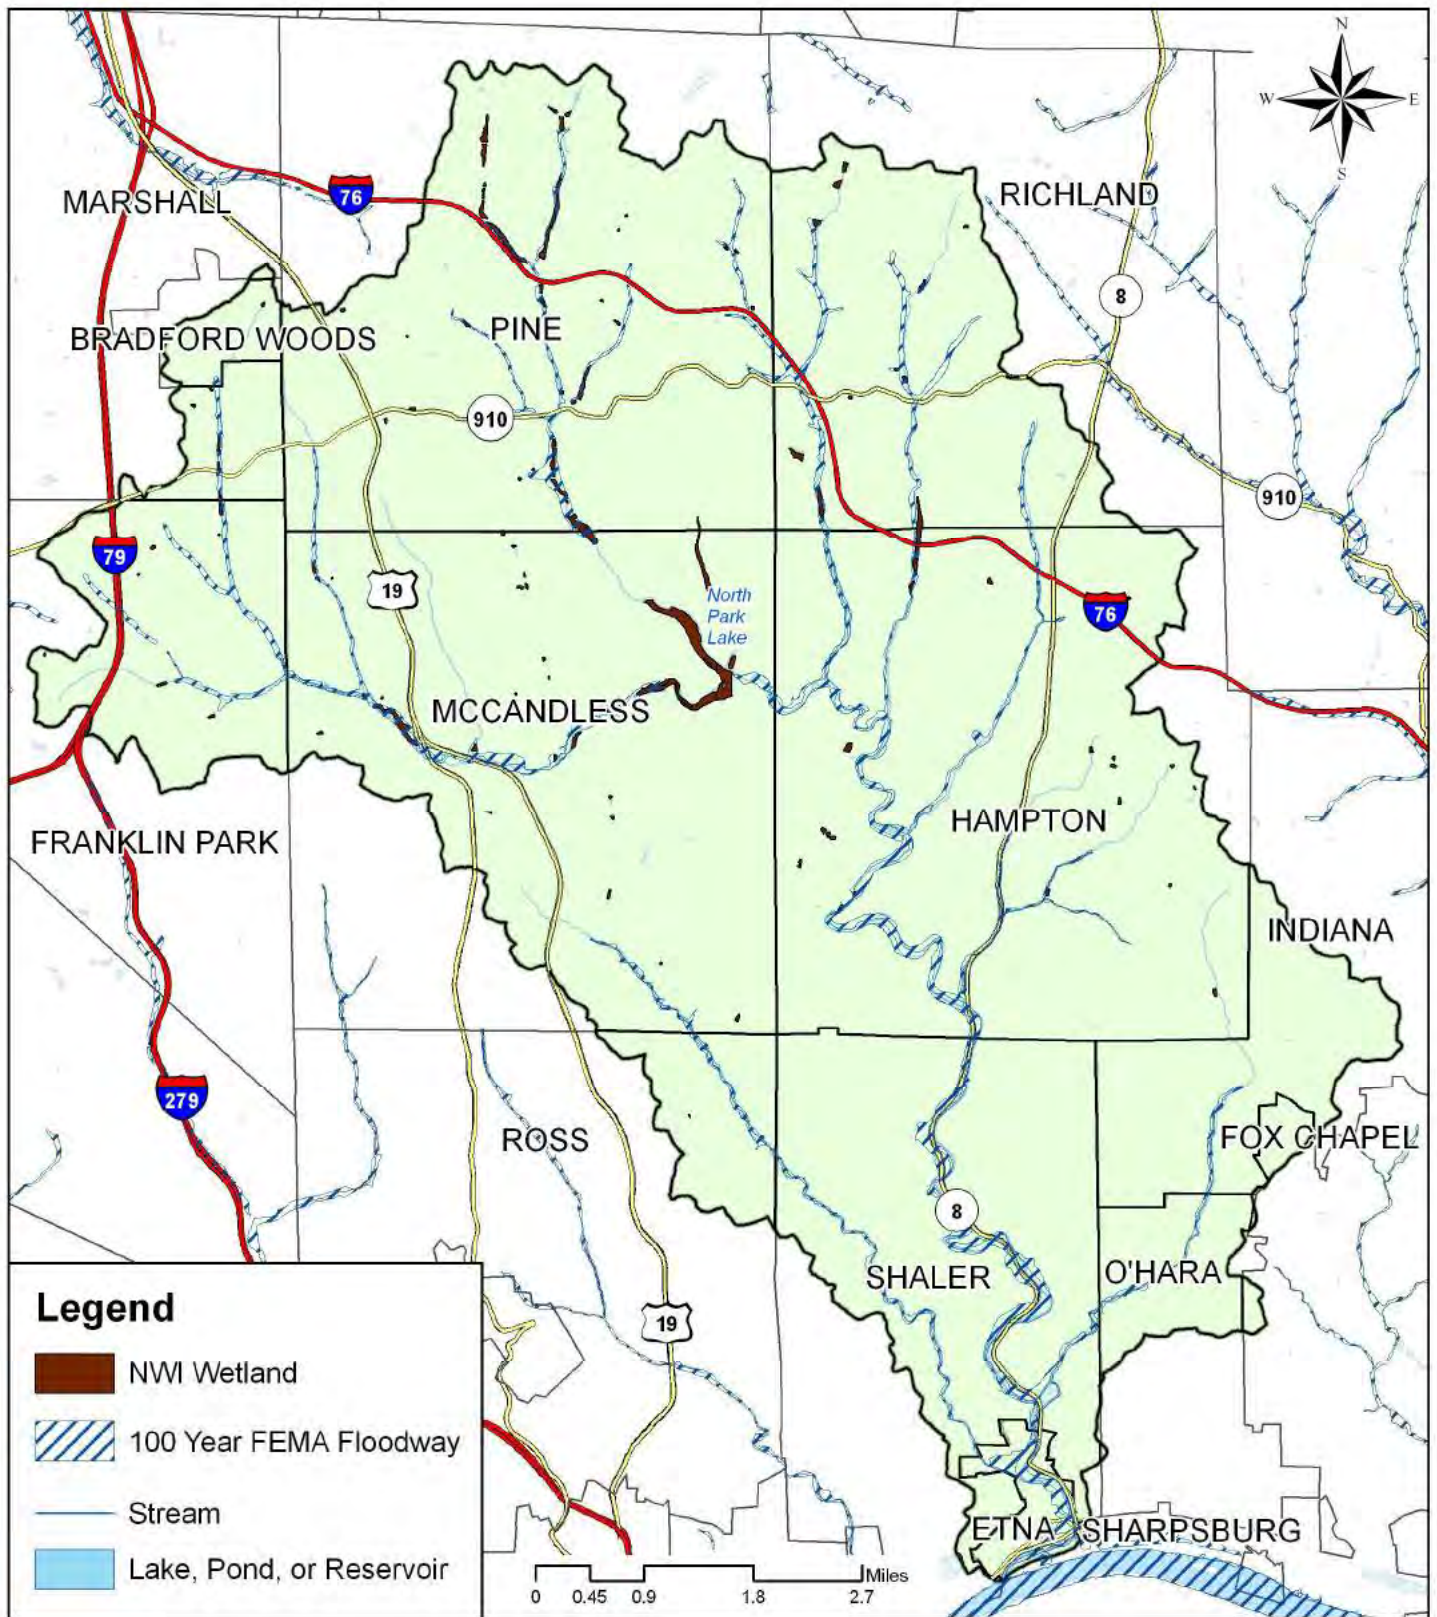 N
W E
S
MARSHALL
76
RICHLAND
8
BRADFORD WOODS
PINE
910
910
79
19
North
Park
Lake
76
MCCANDLESS
HAMPTON
FRANKLIN PARK
INDIANA
279
ROSS
FOX CHAPEL
8
SHALER
O'HARA
19
Legend
NWI Wetland
100 Year FEMA Floodway
Stream
Lake, Pond, or Reservoir
ETNA
SHARPSBURG
Miles
0 0.45 0.9 1.8 2.7